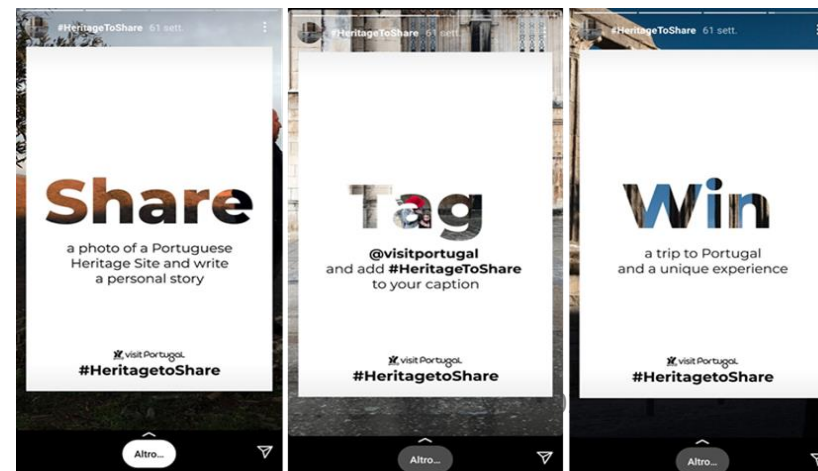 #HeritageToShare 61 sett.
Share
a photo of a Portuguese
Heritage Site and write
a personal story
visit Portugal
#HeritagetoShare
Altro...
#HeritageToShare 61 sett.
Tag
@visitportugal
and add #HeritageToShare
to your caption
visit Portugal
#HeritagetoShare
Altro...
#HeritageToShare 61 sett.
Win
a trip to Portugal
and a unique experience
visit Portugal
#HeritagetoShare
Altro...